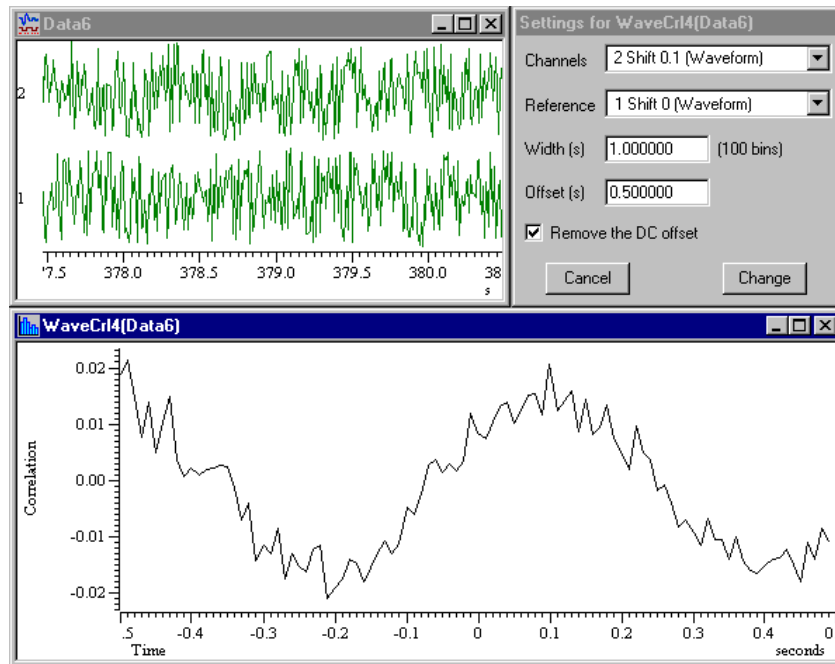 Data6
2
1
'7.5 378.0 378.5 379.0 379.5 380.0 38
s
Settings for WaveCrl4(Data6)
Channels 2 Shift 0.1 (Waveform)
Reference 1 Shift 0 (Waveform)
Width (s) 1.000000 (100 bins)
Offset (s) 0.500000
Remove the DC offset
Cancel Change
WaveCrl4(Data6)
0.02
0.01
0.00
-0.01
-0.02
Correlation
.5 -0.4 -0.3 -0.2 -0.1 0 0.1 0.2 0.3 0.4 0
Time seconds